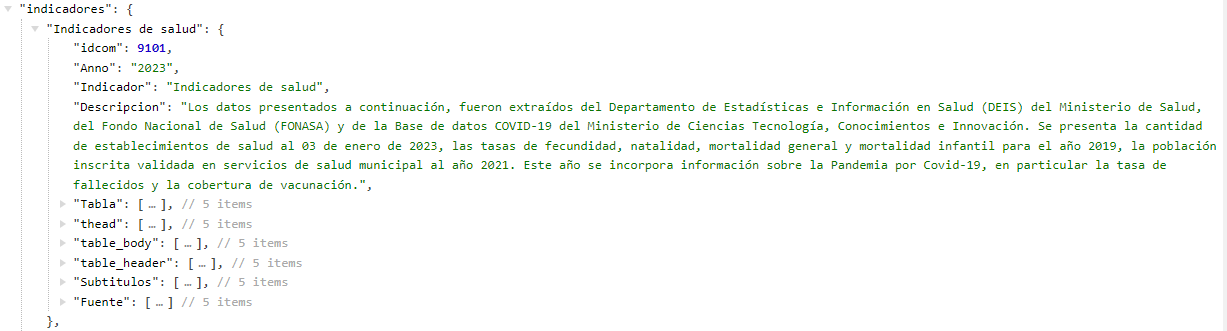 "indicadores": {
"Indicadores de salud": {
"idcom": 9101,
"Anno": "2023",
"Indicador": "Indicadores de salud",
"Descripcion": "Los datos presentados a continuación, fueron extraídos del Departamento de Estadísticas e Información en Salud (DEIS) del Ministerio de Salud,
del Fondo Nacional de Salud (FONASA) y de la Base de datos COVID-19 del Ministerio de Ciencias Tecnología, Conocimientos e Innovación. Se presenta la cantidad
de establecimientos de salud al 03 de enero de 2023, las tasas de fecundidad, natalidad, mortalidad general y mortalidad infantil para el año 2019, la población
inscrita validada en servicios de salud municipal al año 2021. Este año se incorpora información sobre la Pandemia por Covid-19, en particular la tasa de
fallecidos y la cobertura de vacunación.",
"Tabla": [ … ], // 5 items
"thead": [ … ], // 5 items
"table_body": [ … ], // 5 items
"table_header": [ … ], // 5 items
"Subtitulos": [ … ], // 5 items
"Fuente": [ … ] // 5 items
},